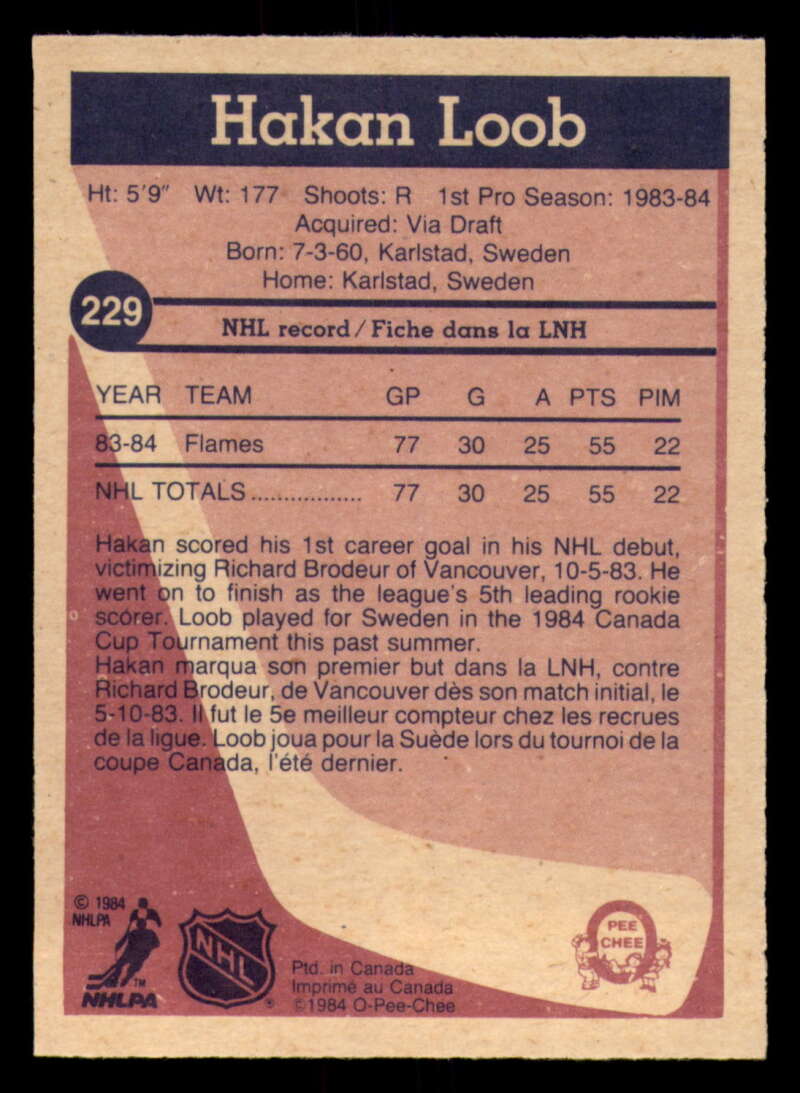 Hakan Loob
Ht: 5'9" Wt: 177 Shoots: R 1st Pro Season: 1983-84
Acquired: Via Draft
Born: 7-3-60, Karlstad, Sweden
Home: Karlstad, Sweden
229
NHL record / Fiche dans la LNH
YEAR TEAM GP G A PTS PIM
83-84 Flames 77 30 25 55 22
NHL TOTALS................. 77 30 25 55 22
Hakan scored his 1st career goal in his NHL debut,
victimizing Richard Brodeur of Vancouver, 10-5-83. He
went on to finish as the league's 5th leading rookie
scorer. Loob played for Sweden in the 1984 Canada
Cup Tournament this past summer.
Hakan marqua son premier but dans la LNH, contre
Richard Brodeur, de Vancouver dès son match initial, le
5-10-83. Il fut le 5e meilleur compteur chez les recrues
de la ligue. Loob joua pour la Suède lors du tournoi de la
coupe Canada, l'été dernier.
© 1984
NHLPA
TM
NHLPA
NHL
®
Ptd. in Canada
Imprimé au Canada
©1984 O-Pee-Chee
PEE
CHEE